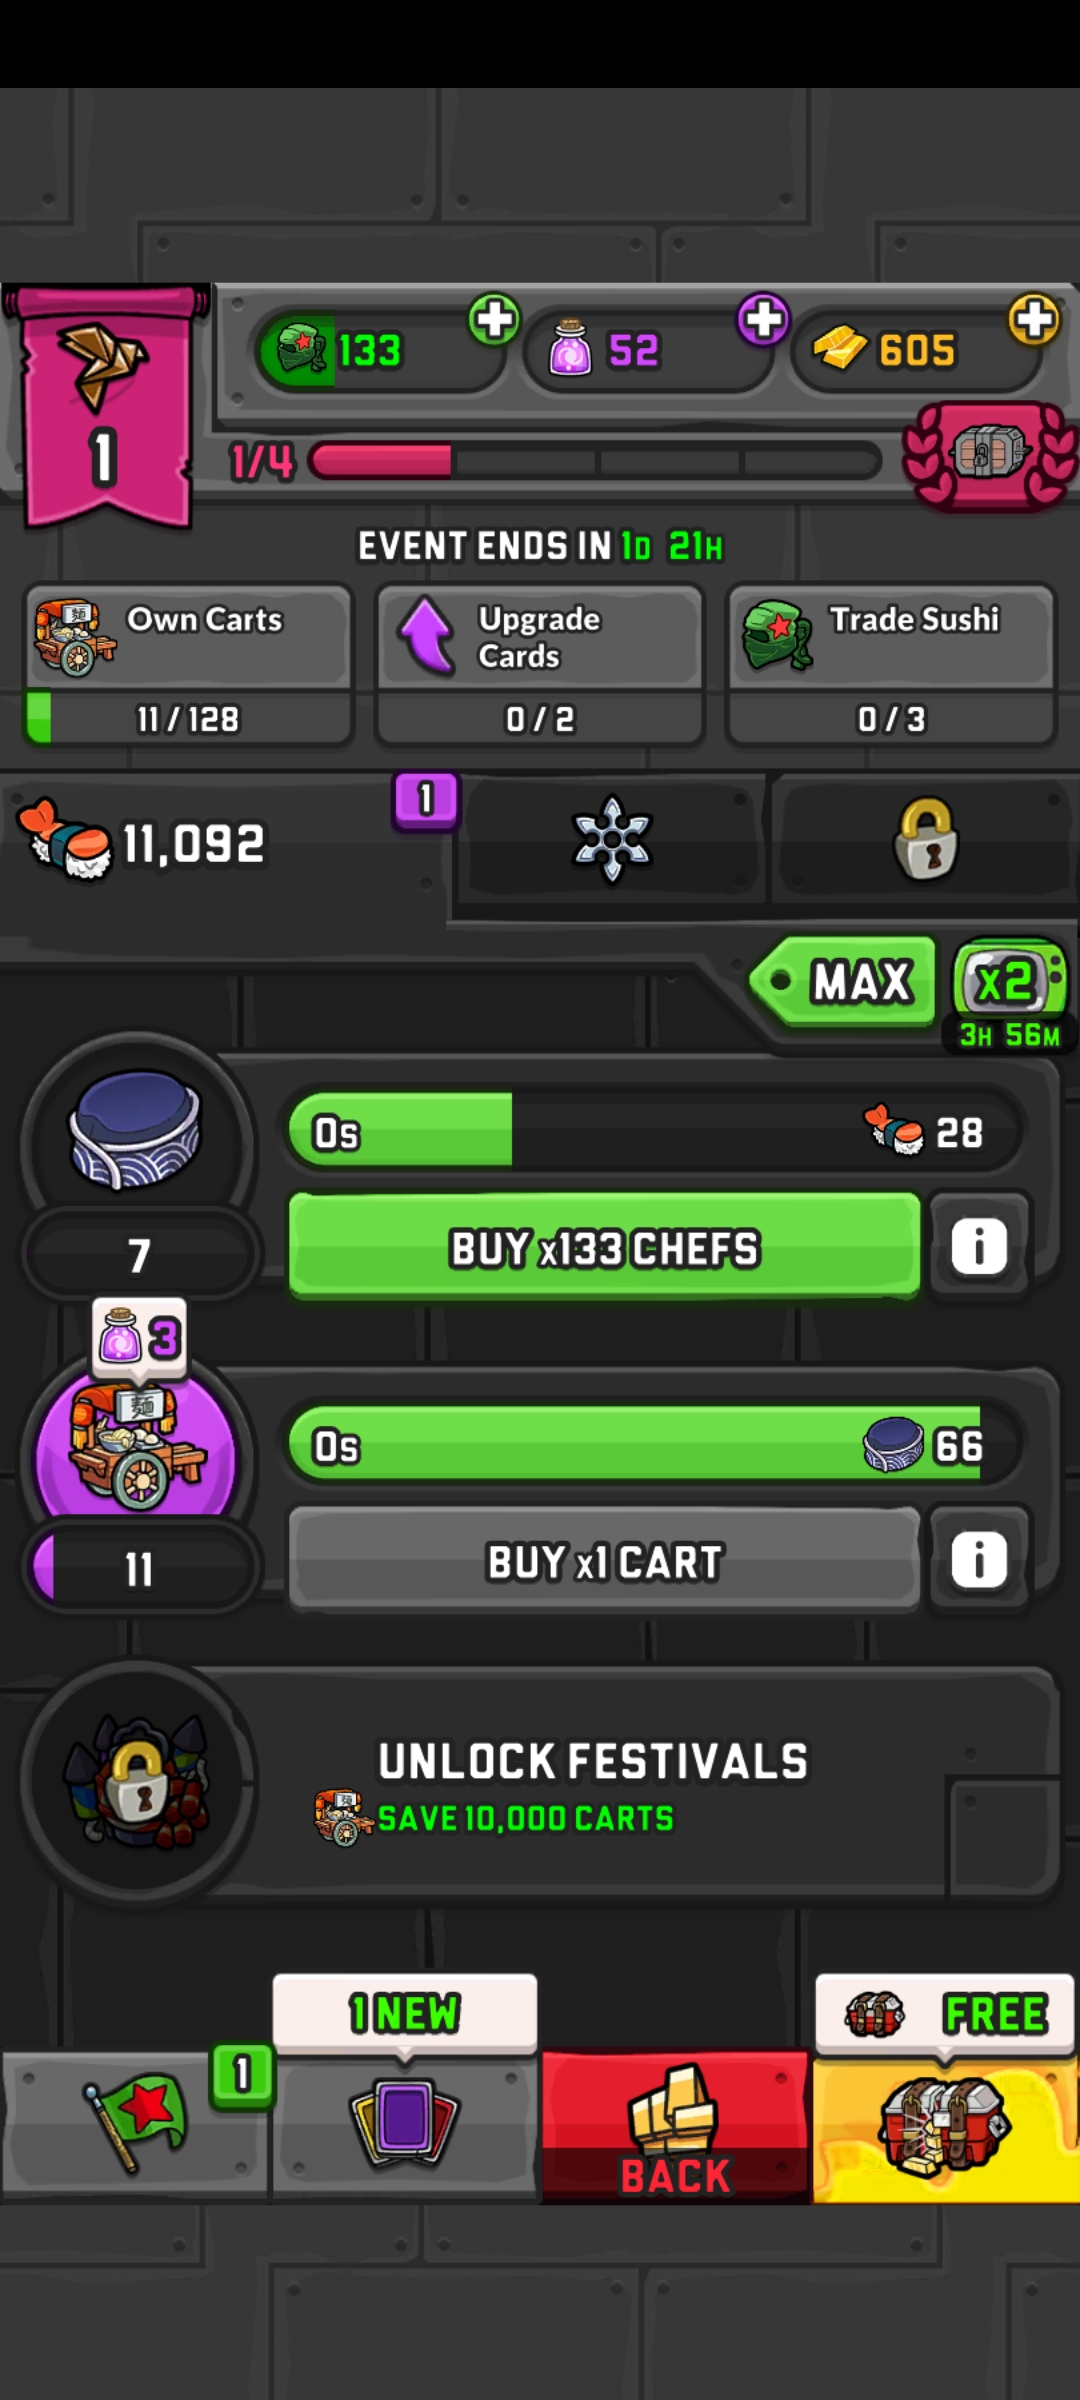 133
52
605
1
1/4
EVENT ENDS IN 1D 21H
Own Carts
11 / 128
Upgrade
Cards
0 / 2
Trade Sushi
0 / 3
11,092
1
MAX
x2
3H 56M
0s
28
BUY x133 CHEFS
i
7
3
麺
0s
66
BUY x1 CART
i
11
UNLOCK FESTIVALS
SAVE 10,000 CARTS
1 NEW
FREE
1
BACK